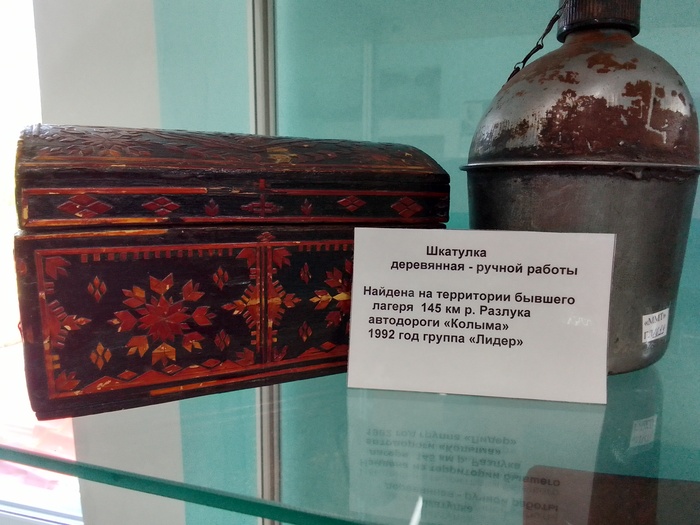 Шкатулка
деревянная - ручной работы
Найдена на территории бывшего
лагеря 145 км р. Разлука
автодороги «Колыма»
1992 год группа «Лидер»